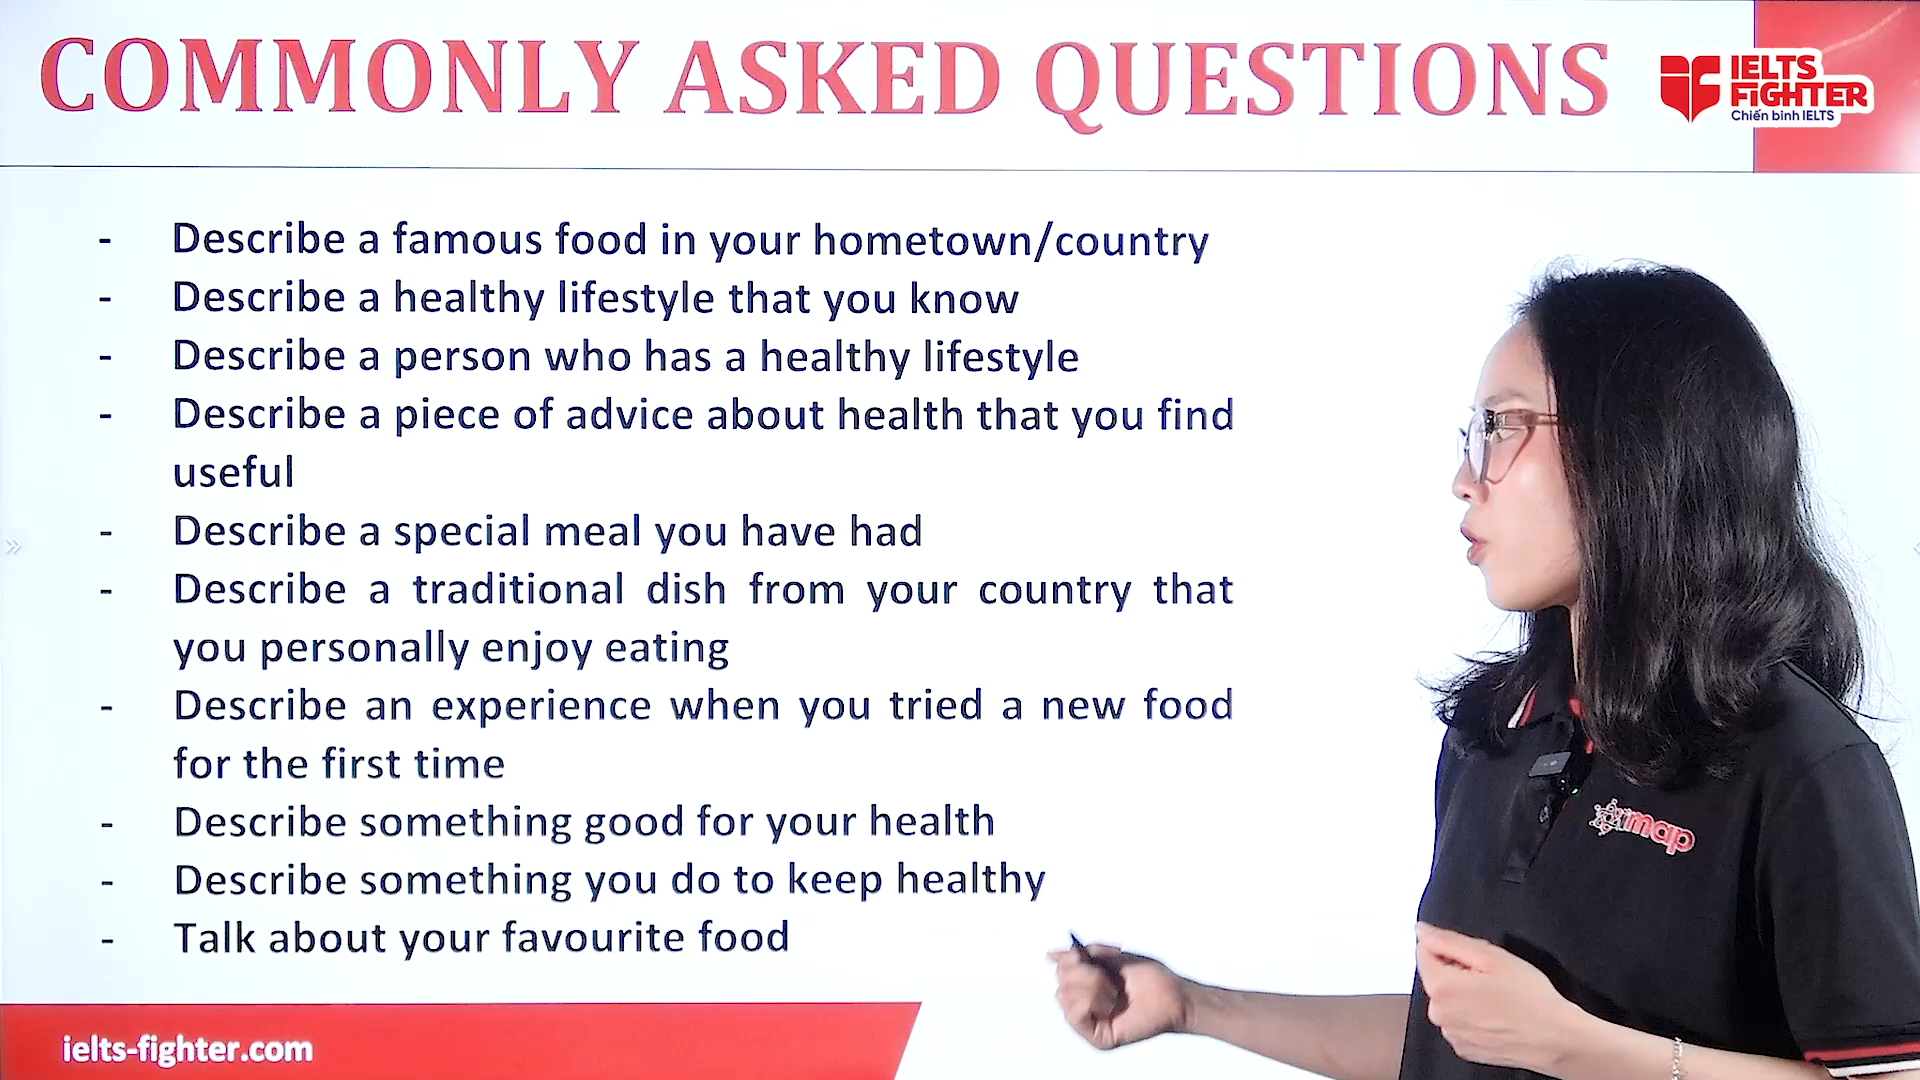 COMMONLY ASKED QUESTIONS
IELTS
FIGHTER
Chiến binh IELTS
- Describe a famous food in your hometown/country
- Describe a healthy lifestyle that you know
- Describe a person who has a healthy lifestyle
- Describe a piece of advice about health that you find
useful
- Describe a special meal you have had
- Describe a traditional dish from your country that
you personally enjoy eating
- Describe an experience when you tried a new food
for the first time
- Describe something good for your health
- Describe something you do to keep healthy
- Talk about your favourite food
imap
ielts-fighter.com